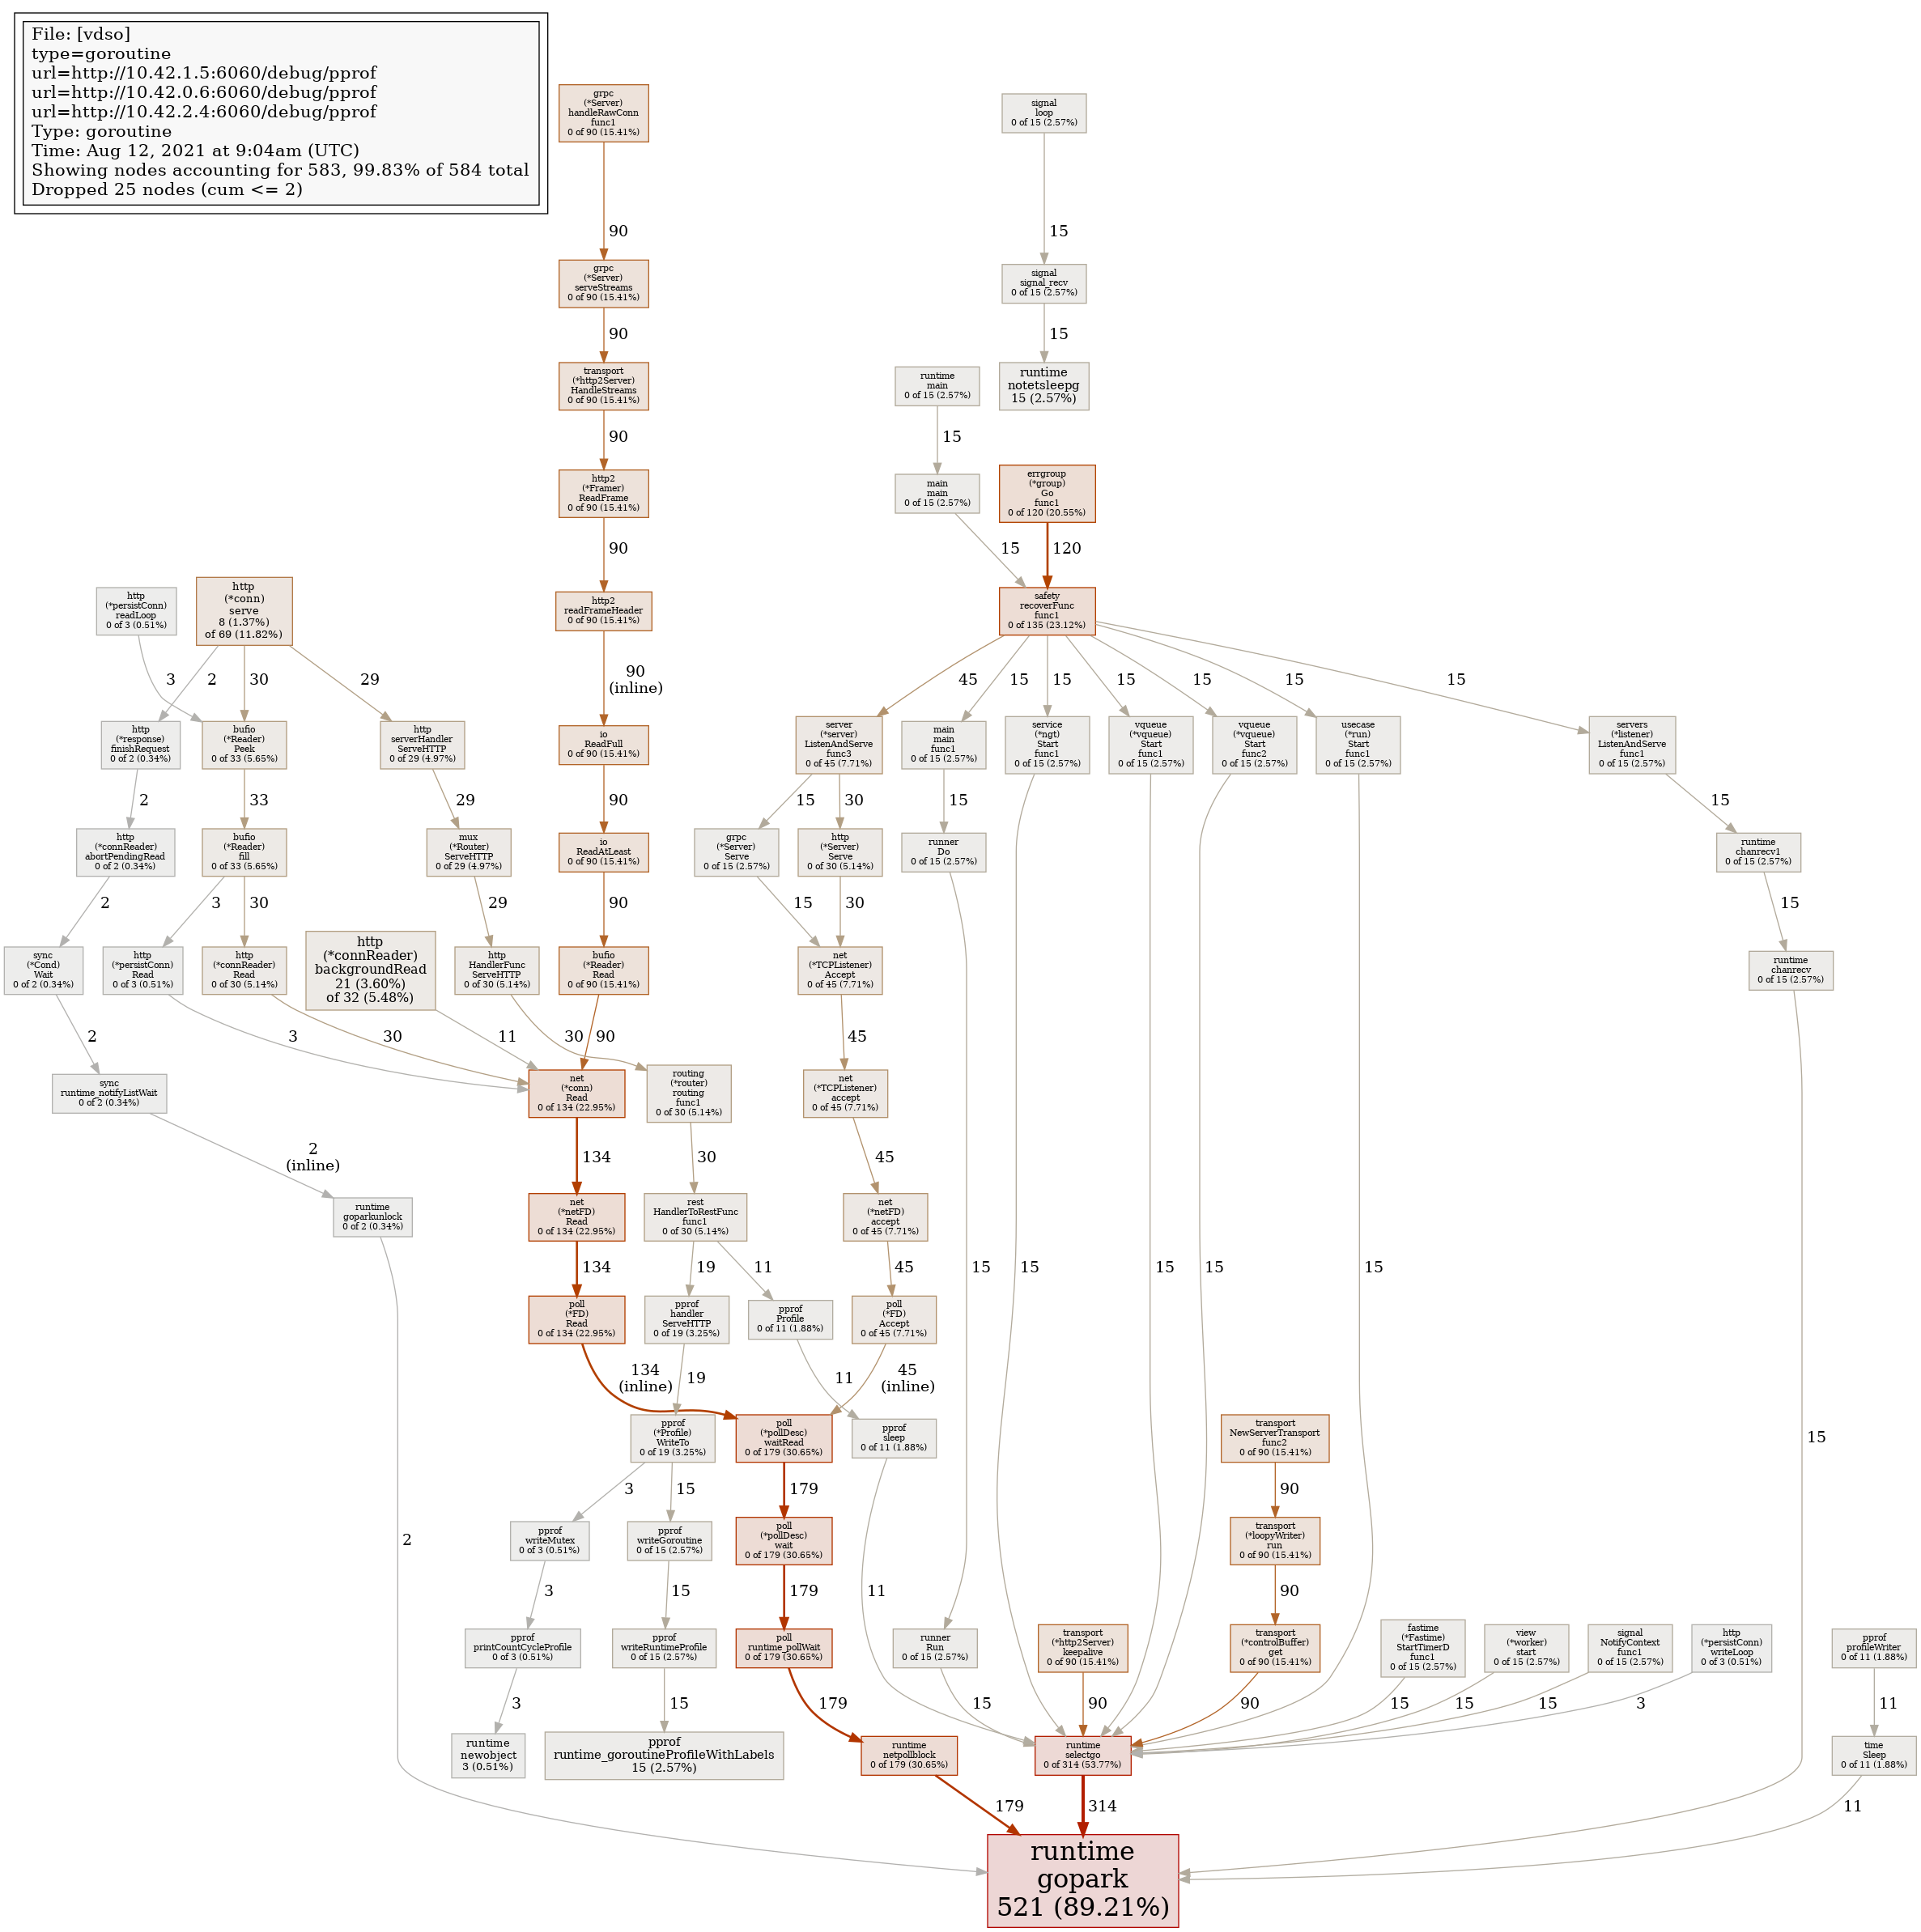 File: [vdso]
type=goroutine
url=http://10.42.1.5:6060/debug/pprof
url=http://10.42.0.6:6060/debug/pprof
url=http://10.42.2.4:6060/debug/pprof
Type: goroutine
Time: Aug 12, 2021 at 9:04am (UTC)
Showing nodes accounting for 583, 99.83% of 584 total
Dropped 25 nodes (cum <= 2)
grpc
(*Server)
handleRawConn
func1
0 of 90 (15.41%)
90
grpc
(*Server)
serveStreams
0 of 90 (15.41%)
90
transport
(*http2Server)
HandleStreams
0 of 90 (15.41%)
90
http2
(*Framer)
ReadFrame
0 of 90 (15.41%)
90
http2
readFrameHeader
0 of 90 (15.41%)
90
(inline)
io
ReadFull
0 of 90 (15.41%)
90
io
ReadAtLeast
0 of 90 (15.41%)
90
bufio
(*Reader)
Read
0 of 90 (15.41%)
90
signal
loop
0 of 15 (2.57%)
15
signal
signal_recv
0 of 15 (2.57%)
15
runtime
notetsleepg
15 (2.57%)
runtime
main
0 of 15 (2.57%)
15
main
main
0 of 15 (2.57%)
15
errgroup
(*group)
Go
func1
0 of 120 (20.55%)
120
safety
recoverFunc
func1
0 of 135 (23.12%)
45
15
15
15
15
15
15
http
(*persistConn)
readLoop
0 of 3 (0.51%)
3
http
(*conn)
serve
8 (1.37%)
of 69 (11.82%)
2
30
29
http
(*response)
finishRequest
0 of 2 (0.34%)
2
bufio
(*Reader)
Peek
0 of 33 (5.65%)
33
http
serverHandler
ServeHTTP
0 of 29 (4.97%)
29
http
(*connReader)
abortPendingRead
0 of 2 (0.34%)
2
bufio
(*Reader)
fill
0 of 33 (5.65%)
3
30
mux
(*Router)
ServeHTTP
0 of 29 (4.97%)
29
sync
(*Cond)
Wait
0 of 2 (0.34%)
2
http
(*persistConn)
Read
0 of 3 (0.51%)
3
http
(*connReader)
Read
0 of 30 (5.14%)
30
http
(*connReader)
backgroundRead
21 (3.60%)
of 32 (5.48%)
11
http
HandlerFunc
ServeHTTP
0 of 30 (5.14%)
30
sync
runtime_notifyListWait
0 of 2 (0.34%)
2
(inline)
runtime
goparkunlock
0 of 2 (0.34%)
2
net
(*conn)
Read
0 of 134 (22.95%)
134
net
(*netFD)
Read
0 of 134 (22.95%)
134
poll
(*FD)
Read
0 of 134 (22.95%)
134
(inline)
routing
(*router)
routing
func1
0 of 30 (5.14%)
30
rest
HandlerToRestFunc
func1
0 of 30 (5.14%)
19
11
pprof
handler
ServeHTTP
0 of 19 (3.25%)
19
pprof
Profile
0 of 11 (1.88%)
11
pprof
(*Profile)
WriteTo
0 of 19 (3.25%)
3
15
pprof
sleep
0 of 11 (1.88%)
11
pprof
writeMutex
0 of 3 (0.51%)
3
pprof
writeGoroutine
0 of 15 (2.57%)
15
pprof
printCountCycleProfile
0 of 3 (0.51%)
3
pprof
writeRuntimeProfile
0 of 15 (2.57%)
15
runtime
newobject
3 (0.51%)
pprof
runtime_goroutineProfileWithLabels
15 (2.57%)
server
(*server)
ListenAndServe
func3
0 of 45 (7.71%)
15
30
main
main
func1
0 of 15 (2.57%)
15
service
(*ngt)
Start
func1
0 of 15 (2.57%)
15
vqueue
(*vqueue)
Start
func1
0 of 15 (2.57%)
15
vqueue
(*vqueue)
Start
func2
0 of 15 (2.57%)
15
usecase
(*run)
Start
func1
0 of 15 (2.57%)
15
servers
(*listener)
ListenAndServe
func1
0 of 15 (2.57%)
15
grpc
(*Server)
Serve
0 of 15 (2.57%)
15
http
(*Server)
Serve
0 of 30 (5.14%)
30
runner
Do
0 of 15 (2.57%)
15
runtime
chanrecv1
0 of 15 (2.57%)
15
runtime
chanrecv
0 of 15 (2.57%)
15
net
(*TCPListener)
Accept
0 of 45 (7.71%)
45
net
(*TCPListener)
accept
0 of 45 (7.71%)
45
net
(*netFD)
accept
0 of 45 (7.71%)
45
poll
(*FD)
Accept
0 of 45 (7.71%)
45
(inline)
poll
(*pollDesc)
waitRead
0 of 179 (30.65%)
179
poll
(*pollDesc)
wait
0 of 179 (30.65%)
179
poll
runtime_pollWait
0 of 179 (30.65%)
179
runtime
netpollblock
0 of 179 (30.65%)
179
runner
Run
0 of 15 (2.57%)
15
transport
(*http2Server)
keepalive
0 of 90 (15.41%)
90
transport
NewServerTransport
func2
0 of 90 (15.41%)
90
transport
(*loopyWriter)
run
0 of 90 (15.41%)
90
transport
(*controlBuffer)
get
0 of 90 (15.41%)
90
fastime
(*Fastime)
StartTimerD
func1
0 of 15 (2.57%)
15
view
(*worker)
start
0 of 15 (2.57%)
15
signal
NotifyContext
func1
0 of 15 (2.57%)
15
http
(*persistConn)
writeLoop
0 of 3 (0.51%)
3
pprof
profileWriter
0 of 11 (1.88%)
11
time
Sleep
0 of 11 (1.88%)
11
runtime
selectgo
0 of 314 (53.77%)
314
runtime
gopark
521 (89.21%)